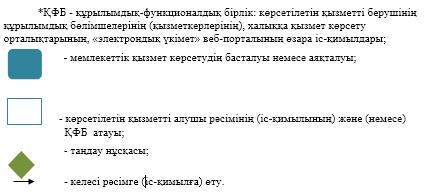 *ҚФБ - құрылымдық-функционалдық бірлік: көрсетілетін қызметті берушінің
құрылымдық бөлімшелерінің (қызметкерлерінің), халыққа қызмет көрсету
орталықтарының, «электрондық үкімет» веб-порталының өзара іс-қимылдары;
- мемлекеттік қызмет көрсетудің басталуы немесе аяқталуы;
- көрсетілетін қызметті алушы рәсімінің (іс-қимылының) және (немесе)
ҚФБ атауы;
- таңдау нұсқасы;
- келесі рәсімге (іс-қимылға) өту.